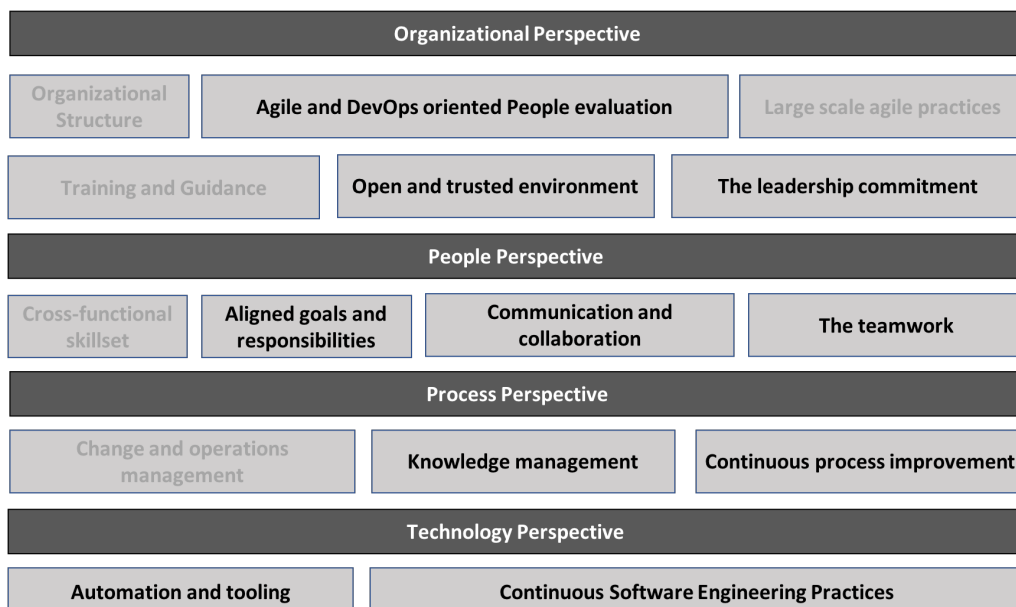 Organizational Perspective
Organizational
Structure
Agile and DevOps oriented People evaluation
Large scale agile practices
Training and Guidance
Open and trusted environment
The leadership commitment
People Perspective
Cross-functional
skillset
Aligned goals and
responsibilities
Communication and
collaboration
The teamwork
Process Perspective
Change and operations
management
Knowledge management
Continuous process improvement
Technology Perspective
Automation and tooling
Continuous Software Engineering Practices